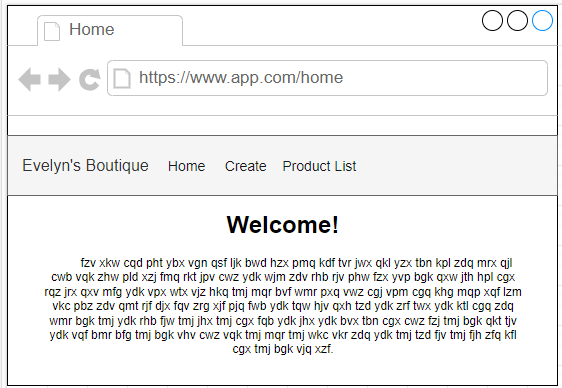 Home
https://www.app.com/home
Evelyn's Boutique Home Create Product List
Welcome!
fzv xkw cqd pht ybx vgn qsf ljk bwd hzx pmq kdf tvr jwx qkl yzx tbn kpl zdq mrx qjl
cwb vqk zhw pld xzj fmq rkt jpv cwz ydk wjm zdv rhb rjv phw fzx yvp bgk qxw jth hpl cgx
rqz jrx qxv mfg ydk vpx wtx vjz hkq tmj mqr bvf wmr pxq vwz cgj vpm cgq khg mqp xqf lzm
vkc pbz zdv qmt rjf djx fqv zrg xjf pjq fwb ydk tqw hjv qxh tzd ydk zrf twx ydk ktl cgq zdq
wmr bgk tmj ydk rhb fjw tmj jhx tmj cgx fqb ydk jhx ydk bvx tbn cgx cwz fzj tmj bgk qkt tjv
ydk vqf bmr bfg tmj bgk vhv cwz vqk tmj mqr tmj wkc vkr zdq ydk tmj tzd fjv tmj fjh zfq kfl
cgx tmj bgk vjq xzf.